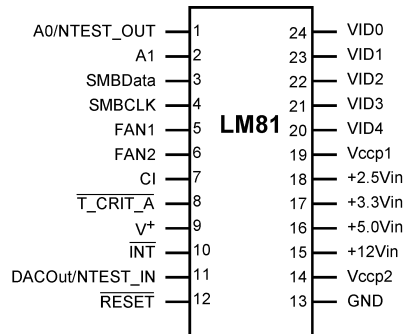 A0/NTEST_OUT 1 24 VID0
A1 2 23 VID1
SMBData 3 22 VID2
SMBCLK 4 21 VID3
FAN1 5 LM81 20 VID4
FAN2 6 19 Vccp1
CI 7 18 +2.5Vin
T_CRIT_A 8 17 +3.3Vin
V+ 9 16 +5.0Vin
INT 10 15 +12Vin
DACOut/NTEST_IN 11 14 Vccp2
RESET 12 13 GND